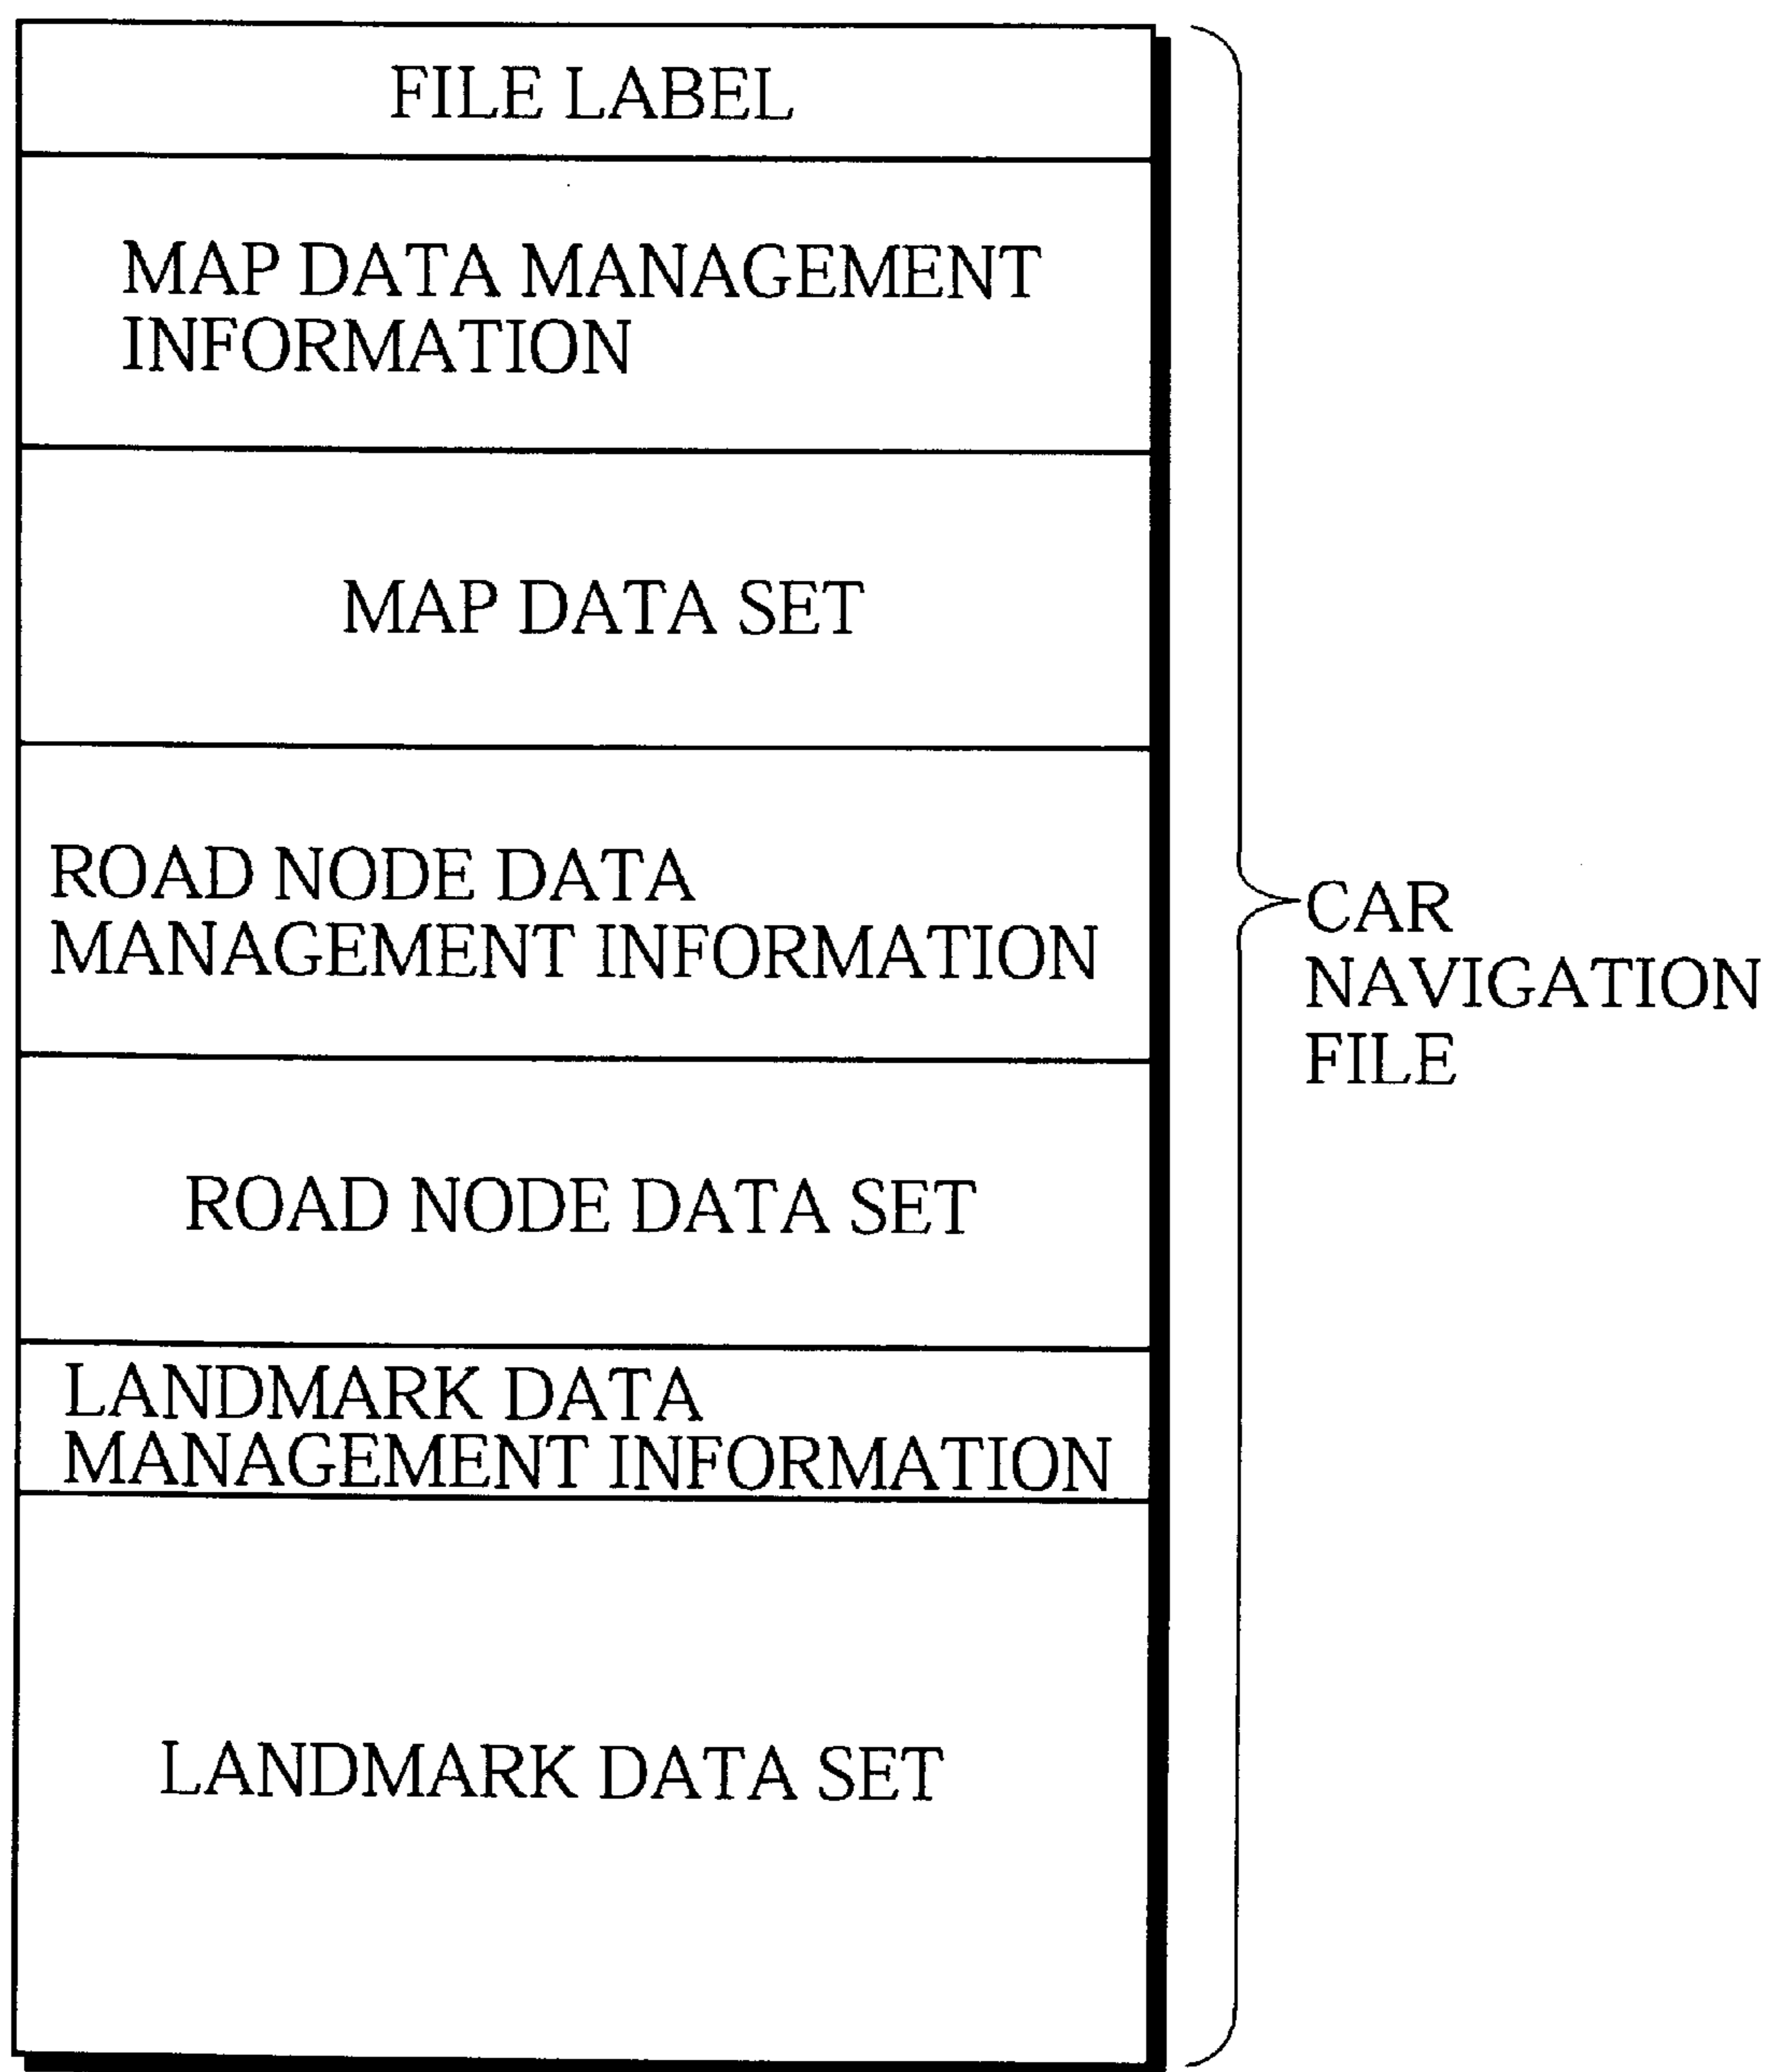 FILE LABEL
MAP DATA MANAGEMENT
INFORMATION
MAP DATA SET
ROAD NODE DATA
MANAGEMENT INFORMATION
ROAD NODE DATA SET
LANDMARK DATA
MANAGEMENT INFORMATION
LANDMARK DATA SET
CAR
NAVIGATION
FILE